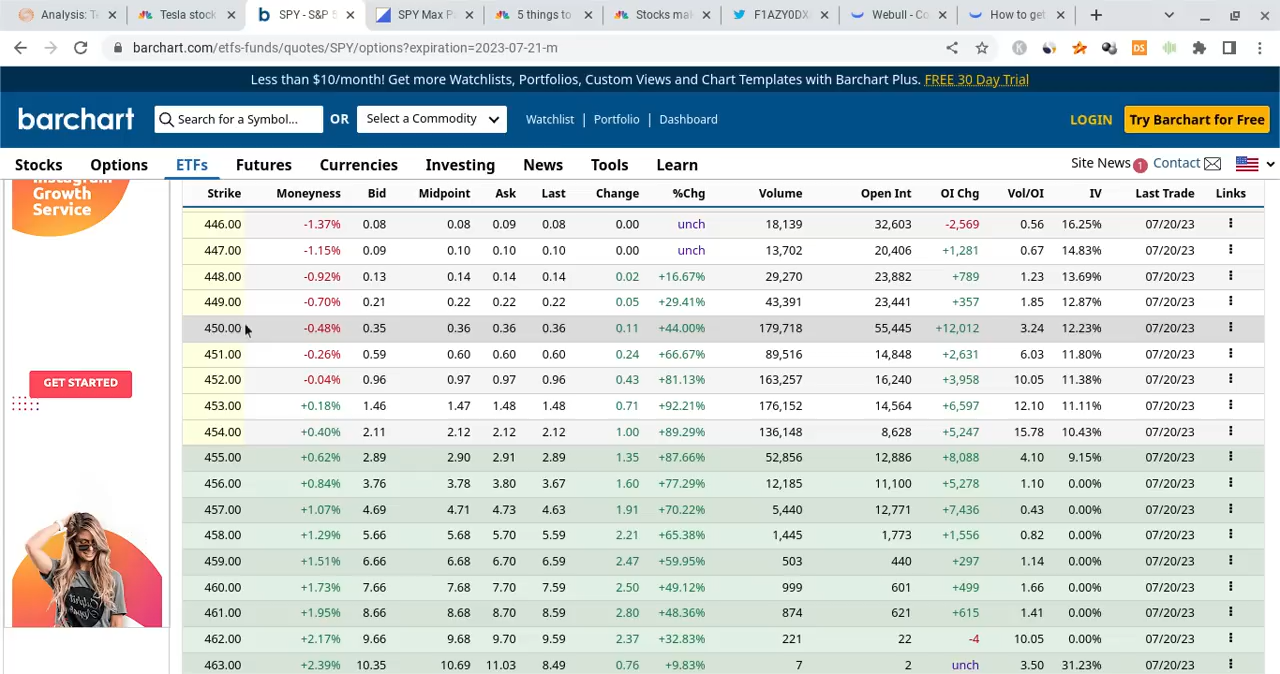 Analysis: T
Tesla stock
SPY - S&P 5
SPY Max P
5 things to
Stocks ma
F1AZY0DX
Webull - Co
How to get
barchart.com/etfs-funds/quotes/SPY/options?expiration=2023-07-21-m
Less than $10/month! Get more Watchlists, Portfolios, Custom Views and Chart Templates with Barchart Plus. FREE 30 Day Trial
barchart
Search for a Symbol...
OR
Select a Commodity
Watchlist | Portfolio | Dashboard
LOGIN
Try Barchart for Free
Stocks Options ETFs Futures Currencies Investing News Tools Learn
Site News 1 Contact
Instagram
Growth
Service
GET STARTED
Strike Moneyness Bid Midpoint Ask Last Change %Chg Volume Open Int OI Chg Vol/OI IV Last Trade Links
446.00 -1.37% 0.08 0.08 0.09 0.08 0.00 unch 18,139 32,603 -2,569 0.56 16.25% 07/20/23
447.00 -1.15% 0.09 0.10 0.10 0.10 0.00 unch 13,702 20,406 +1,281 0.67 14.83% 07/20/23
448.00 -0.92% 0.13 0.14 0.14 0.14 0.02 +16.67% 29,270 23,882 +789 1.23 13.69% 07/20/23
449.00 -0.70% 0.21 0.22 0.22 0.22 0.05 +29.41% 43,391 23,441 +357 1.85 12.87% 07/20/23
450.00 -0.48% 0.35 0.36 0.36 0.36 0.11 +44.00% 179,718 55,445 +12,012 3.24 12.23% 07/20/23
451.00 -0.26% 0.59 0.60 0.60 0.60 0.24 +66.67% 89,516 14,848 +2,631 6.03 11.80% 07/20/23
452.00 -0.04% 0.96 0.97 0.97 0.96 0.43 +81.13% 163,257 16,240 +3,958 10.05 11.38% 07/20/23
453.00 +0.18% 1.46 1.47 1.48 1.48 0.71 +92.21% 176,152 14,564 +6,597 12.10 11.11% 07/20/23
454.00 +0.40% 2.11 2.12 2.12 2.12 1.00 +89.29% 136,148 8,628 +5,247 15.78 10.43% 07/20/23
455.00 +0.62% 2.89 2.90 2.91 2.89 1.35 +87.66% 52,856 12,886 +8,088 4.10 9.15% 07/20/23
456.00 +0.84% 3.76 3.78 3.80 3.67 1.60 +77.29% 12,185 11,100 +5,278 1.10 0.00% 07/20/23
457.00 +1.07% 4.69 4.71 4.73 4.63 1.91 +70.22% 5,440 12,771 +7,436 0.43 0.00% 07/20/23
458.00 +1.29% 5.66 5.68 5.70 5.59 2.21 +65.38% 1,445 1,773 +1,556 0.82 0.00% 07/20/23
459.00 +1.51% 6.66 6.68 6.70 6.59 2.47 +59.95% 503 440 +297 1.14 0.00% 07/20/23
460.00 +1.73% 7.66 7.68 7.70 7.59 2.50 +49.12% 999 601 +499 1.66 0.00% 07/20/23
461.00 +1.95% 8.66 8.68 8.70 8.59 2.80 +48.36% 874 621 +615 1.41 0.00% 07/20/23
462.00 +2.17% 9.66 9.68 9.70 9.59 2.37 +32.83% 221 22 -4 10.05 0.00% 07/20/23
463.00 +2.39% 10.35 10.69 11.03 8.49 0.76 +9.83% 7 2 unch 3.50 31.23% 07/20/23